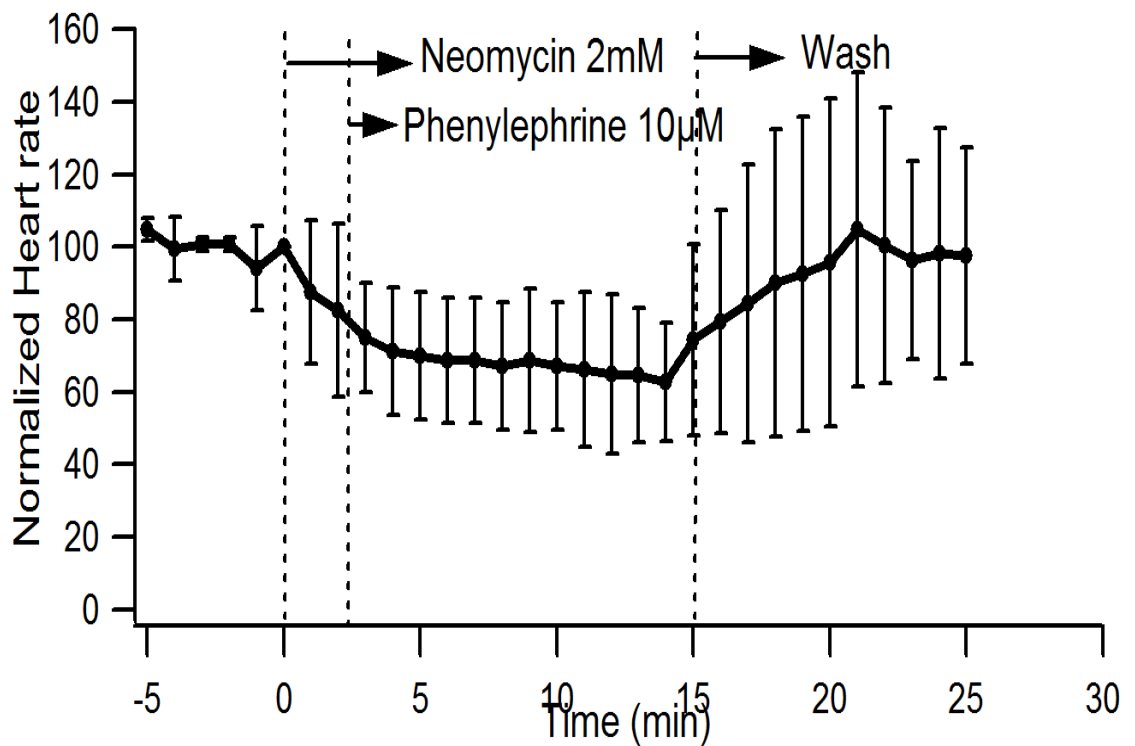 160
140
120
100
80
60
40
20
0
Normalized Heart rate
Neomycin 2mM
Wash
Phenylephrine 10µM
-5 0 5 10 15 20 25 30
Time (min)